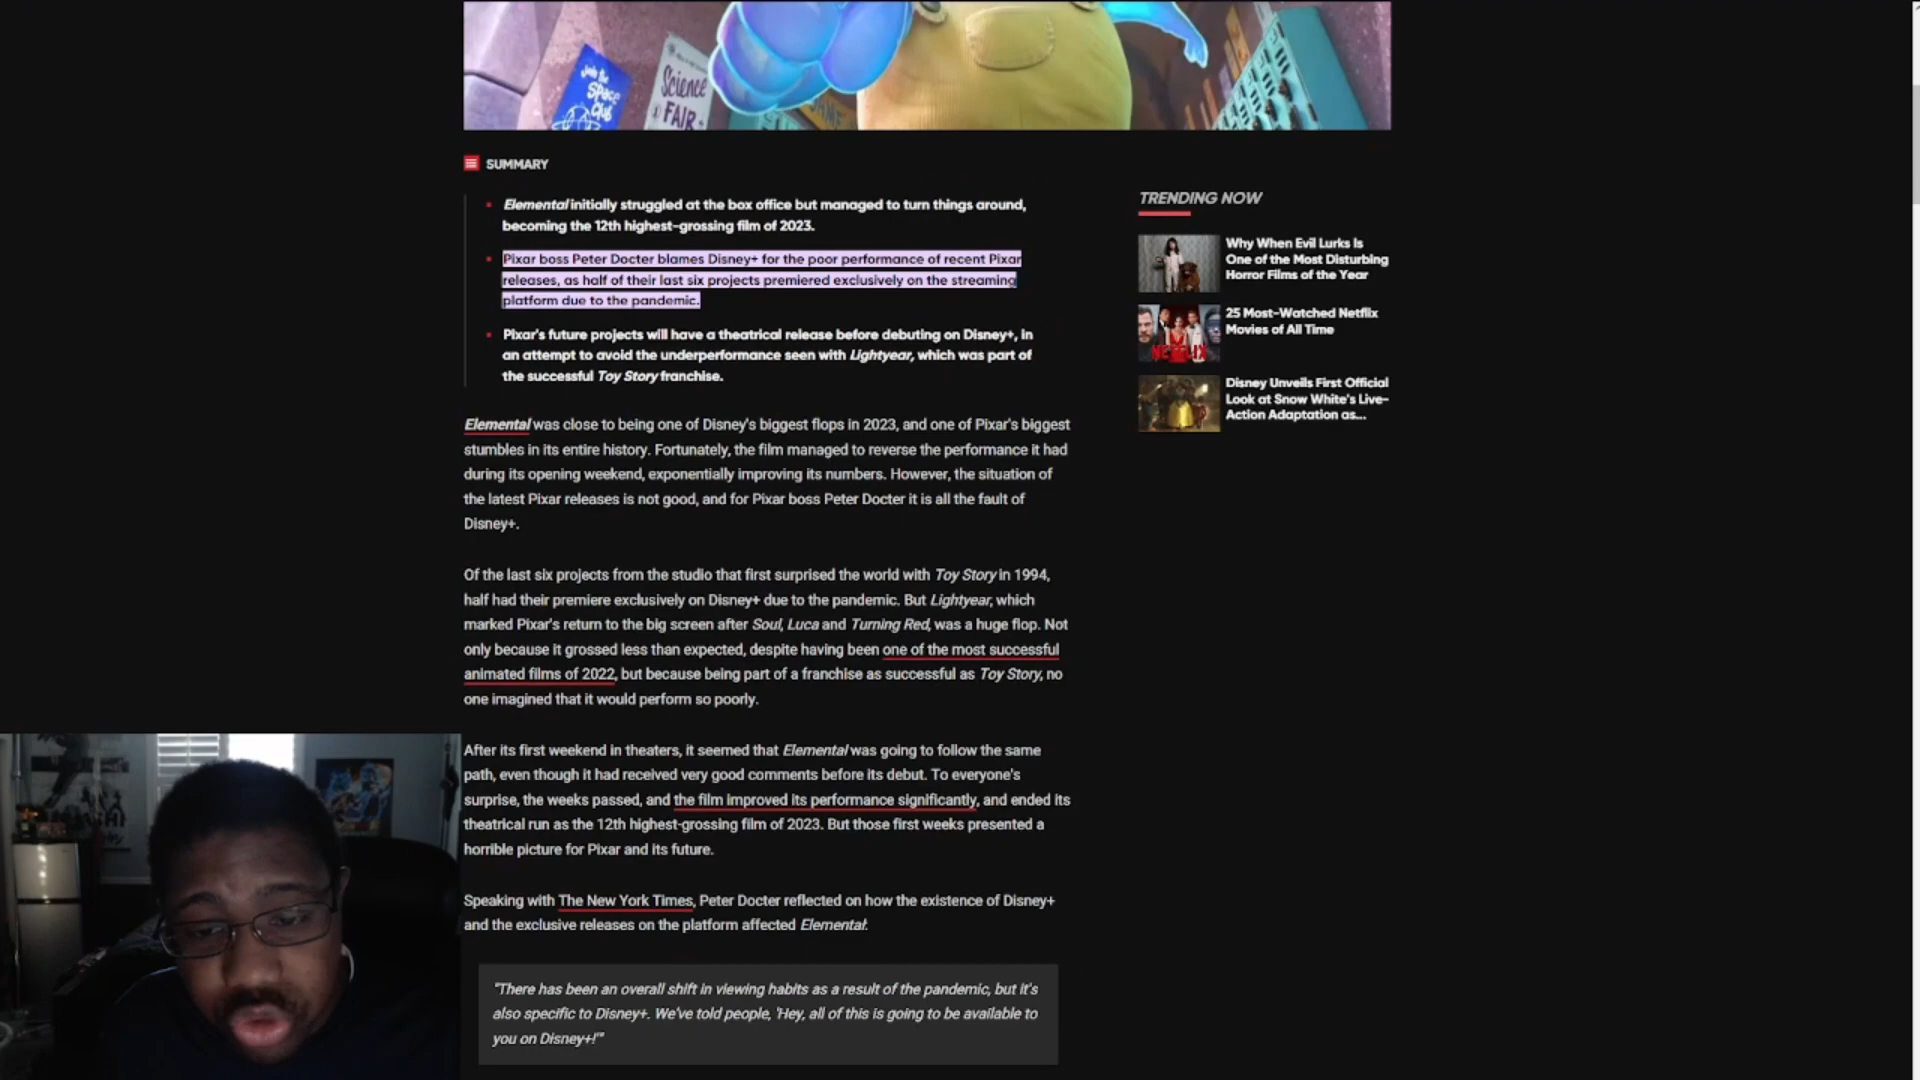 Join the
Space
Club
Science
FAIR
GAME
SUMMARY
Elemental initially struggled at the box office but managed to turn things around,
becoming the 12th highest-grossing film of 2023.
Pixar boss Peter Docter blames Disney+ for the poor performance of recent Pixar
releases, as half of their last six projects premiered exclusively on the streaming
platform due to the pandemic.
Pixar's future projects will have a theatrical release before debuting on Disney+, in
an attempt to avoid the underperformance seen with Lightyear, which was part of
the successful Toy Story franchise.
Elemental was close to being one of Disney's biggest flops in 2023, and one of Pixar's biggest
stumbles in its entire history. Fortunately, the film managed to reverse the performance it had
during its opening weekend, exponentially improving its numbers. However, the situation of
the latest Pixar releases is not good, and for Pixar boss Peter Docter it is all the fault of
Disney+.
Of the last six projects from the studio that first surprised the world with Toy Story in 1994,
half had their premiere exclusively on Disney+ due to the pandemic. But Lightyear, which
marked Pixar's return to the big screen after Soul, Luca and Turning Red, was a huge flop. Not
only because it grossed less than expected, despite having been one of the most successful
animated films of 2022, but because being part of a franchise as successful as Toy Story, no
one imagined that it would perform so poorly.
After its first weekend in theaters, it seemed that Elemental was going to follow the same
path, even though it had received very good comments before its debut. To everyone's
surprise, the weeks passed, and the film improved its performance significantly, and ended its
theatrical run as the 12th highest-grossing film of 2023. But those first weeks presented a
horrible picture for Pixar and its future.
Speaking with The New York Times, Peter Docter reflected on how the existence of Disney+
and the exclusive releases on the platform affected Elemental:
"There has been an overall shift in viewing habits as a result of the pandemic, but it's
also specific to Disney+. We've told people, 'Hey, all of this is going to be available to
you on Disney+!'"
TRENDING NOW
Why When Evil Lurks Is
One of the Most Disturbing
Horror Films of the Year
NETFLIX
25 Most-Watched Netflix
Movies of All Time
Disney Unveils First Official
Look at Snow White's Live-
Action Adaptation as...